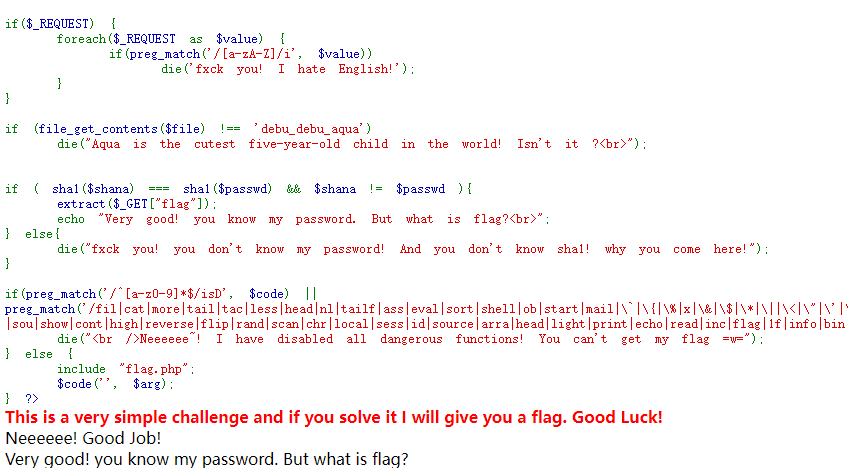 if($_REQUEST) {
foreach($_REQUEST as $value) {
if(preg_match('/[a-zA-Z]/i', $value))
die('fxck you! I hate English!');
}
}
if (file_get_contents($file) !== 'debu_debu_aqua')
die("Aqua is the cutest five-year-old child in the world! Isn't it ?<br>");
if ( sha1($shana) === sha1($passwd) && $shana != $passwd ){
extract($_GET["flag"]);
echo "Very good! you know my password. But what is flag?<br>";
} else{
die("fxck you! you don't know my password! And you don't know sha1! why you come here!");
}
if(preg_match('/^[a-z0-9]*$/isD', $code) ||
preg_match('/fil|cat|more|tail|tac|less|head|nl|tailf|ass|eval|sort|shell|ob|start|mail|\`|\{|\%|x|\&|\$|\*|\||\<|\"|\'|\
|sou|show|cont|high|reverse|flip|rand|scan|chr|local|sess|id|source|arra|head|light|print|echo|read|inc|flag|1f|info|bin
die("<br />Neeeeee~! I have disabled all dangerous functions! You can't get my flag =w=");
} else {
include "flag.php";
$code('', $arg);
} ?>
This is a very simple challenge and if you solve it I will give you a flag. Good Luck!
Neeeeee! Good Job!
Very good! you know my password. But what is flag?